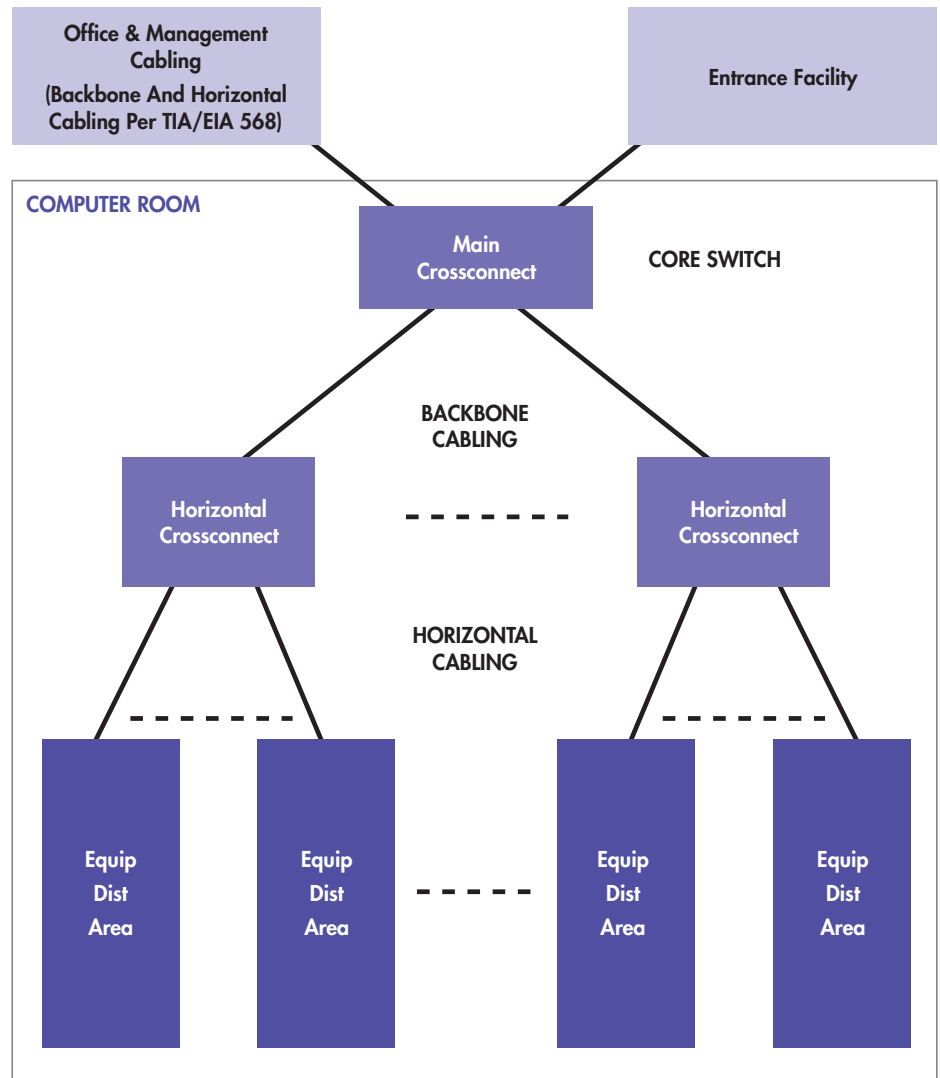 Office & Management
Cabling
(Backbone And Horizontal
Cabling Per TIA/EIA 568)
Entrance Facility
COMPUTER ROOM
Main
Crossconnect
CORE SWITCH
BACKBONE
CABLING
Horizontal
Crossconnect
Horizontal
Crossconnect
HORIZONTAL
CABLING
Equip
Dist
Area
Equip
Dist
Area
Equip
Dist
Area
Equip
Dist
Area